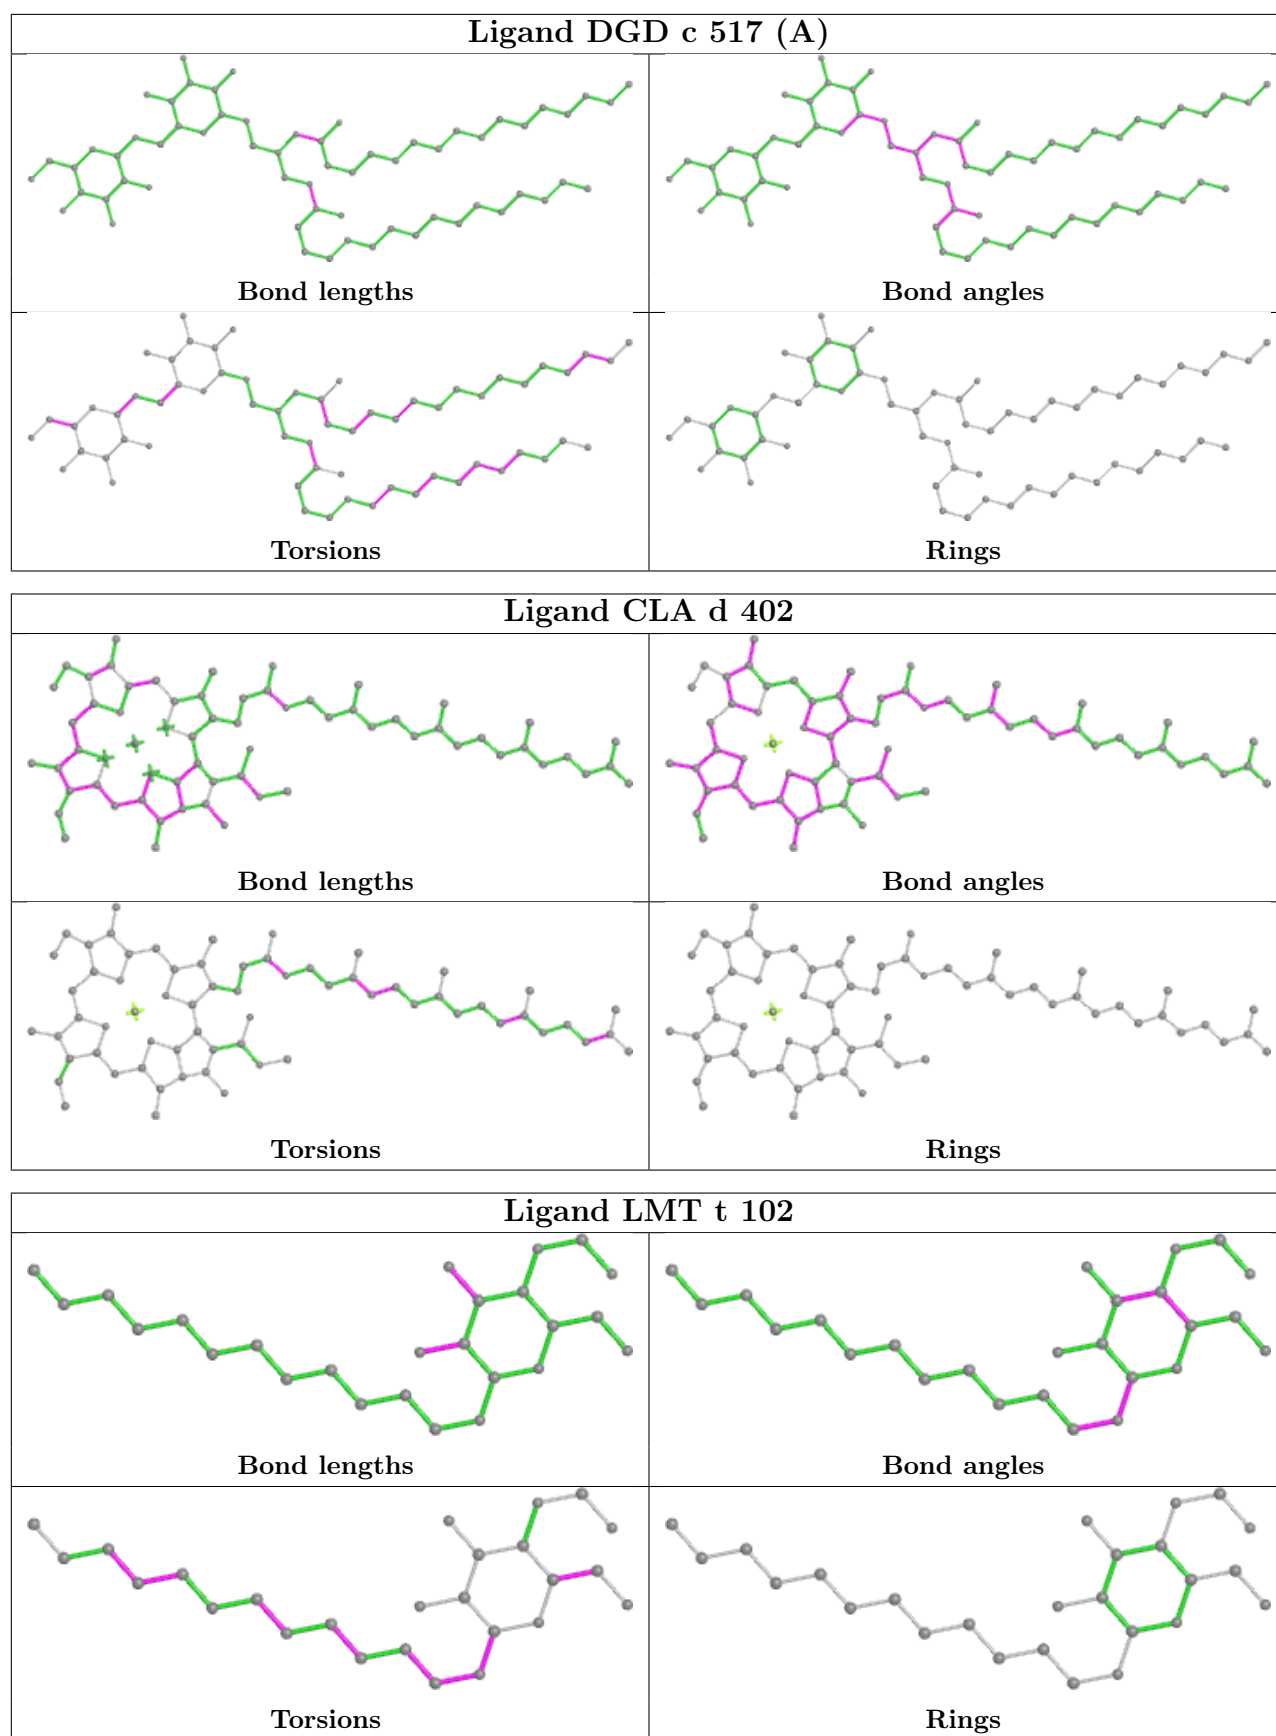 Ligand DGD c 517 (A)
Bond lengths
Bond angles
Torsions
Rings
Ligand CLA d 402
Bond lengths
Bond angles
Torsions
Rings
Ligand LMT t 102
Bond lengths
Bond angles
Torsions
Rings